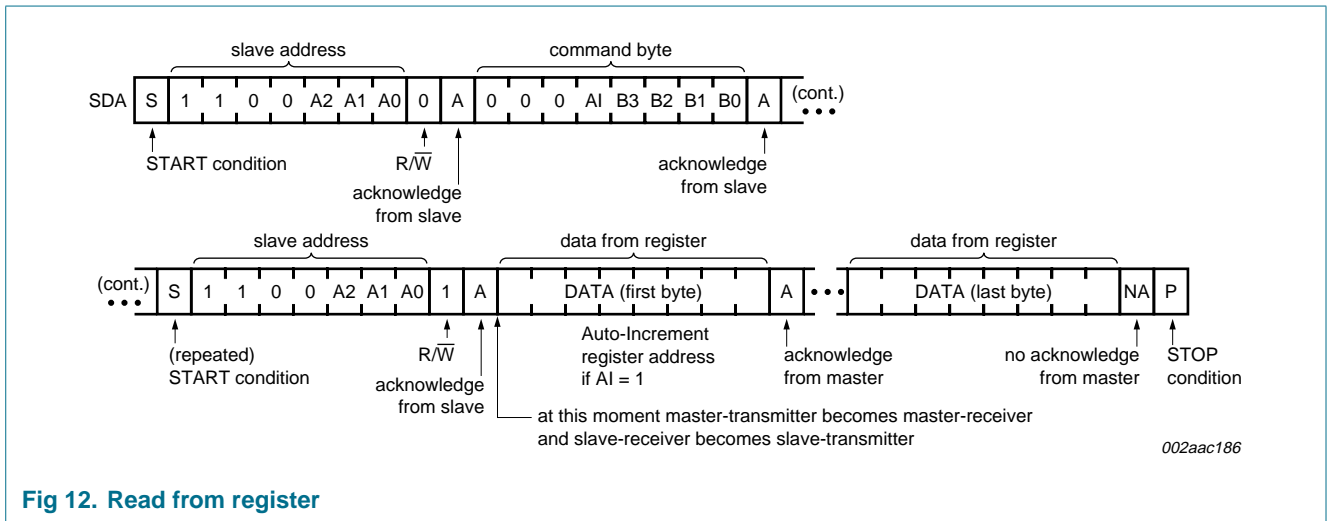 slave address command byte
SDA S 1 1 0 0 A2 A1 A0 0 A 0 0 0 AI B3 B2 B1 B0 A (cont.)
START condition R/W̅ acknowledge from slave acknowledge from slave
slave address data from register data from register
(cont.) S 1 1 0 0 A2 A1 A0 1 A DATA (first byte) A DATA (last byte) NA P
(repeated) START condition R/W̅ acknowledge from slave Auto-Increment register address if AI = 1 acknowledge from master no acknowledge from master STOP condition
at this moment master-transmitter becomes master-receiver
and slave-receiver becomes slave-transmitter
002aac186
Fig 12. Read from register